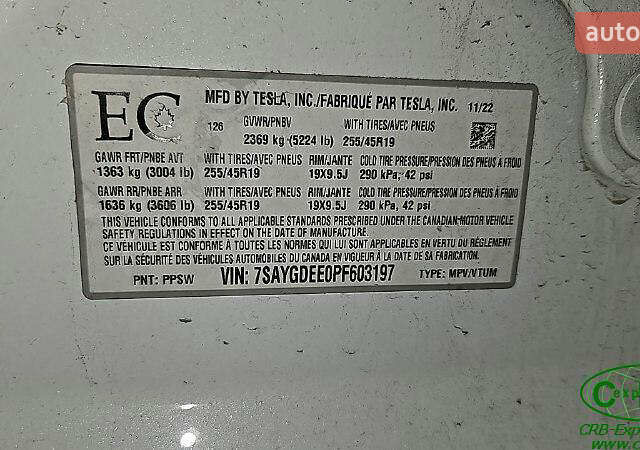 auto
EC
MFD BY TESLA, INC./FABRIQUÉ PAR TESLA, INC. 11/22
126 GVWR/PNBV WITH TIRES/AVEC PNEUS
2369 kg (5224 lb) 255/45R19
GAWR FRT/PNBE AVT WITH TIRES/AVEC PNEUS RIM/JANTE COLD TIRE PRESSURE/PRESSION DES PNEUS À FROID
1363 kg (3004 lb) 255/45R19 19X9.5J 290 kPa, 42 psi
GAWR RR/PNBE ARR WITH TIRES/AVEC PNEUS RIM/JANTE COLD TIRE PRESSURE/PRESSION DES PNEUS À FROID
1636 kg (3606 lb) 255/45R19 19X9.5J 290 kPa, 42 psi
THIS VEHICLE CONFORMS TO ALL APPLICABLE STANDARDS PRESCRIBED UNDER THE CANADIAN MOTOR VEHICLE
SAFETY REGULATIONS IN EFFECT ON THE DATE OF MANUFACTURE.
CE VÉHICULE EST CONFORME À TOUTES LES NORMES QUI LUI SONT APPLICABLES EN VERTU DU RÈGLEMENT
SUR LA SÉCURITÉ DES VÉHICULES AUTOMOBILES DU CANADA EN VIGUEUR À LA DATE DE SA FABRICATION.
PNT: PPSW VIN: 7SAYGDEE0PF603197 TYPE: MPV/VTUM
C exp
CRB-Exp
www.